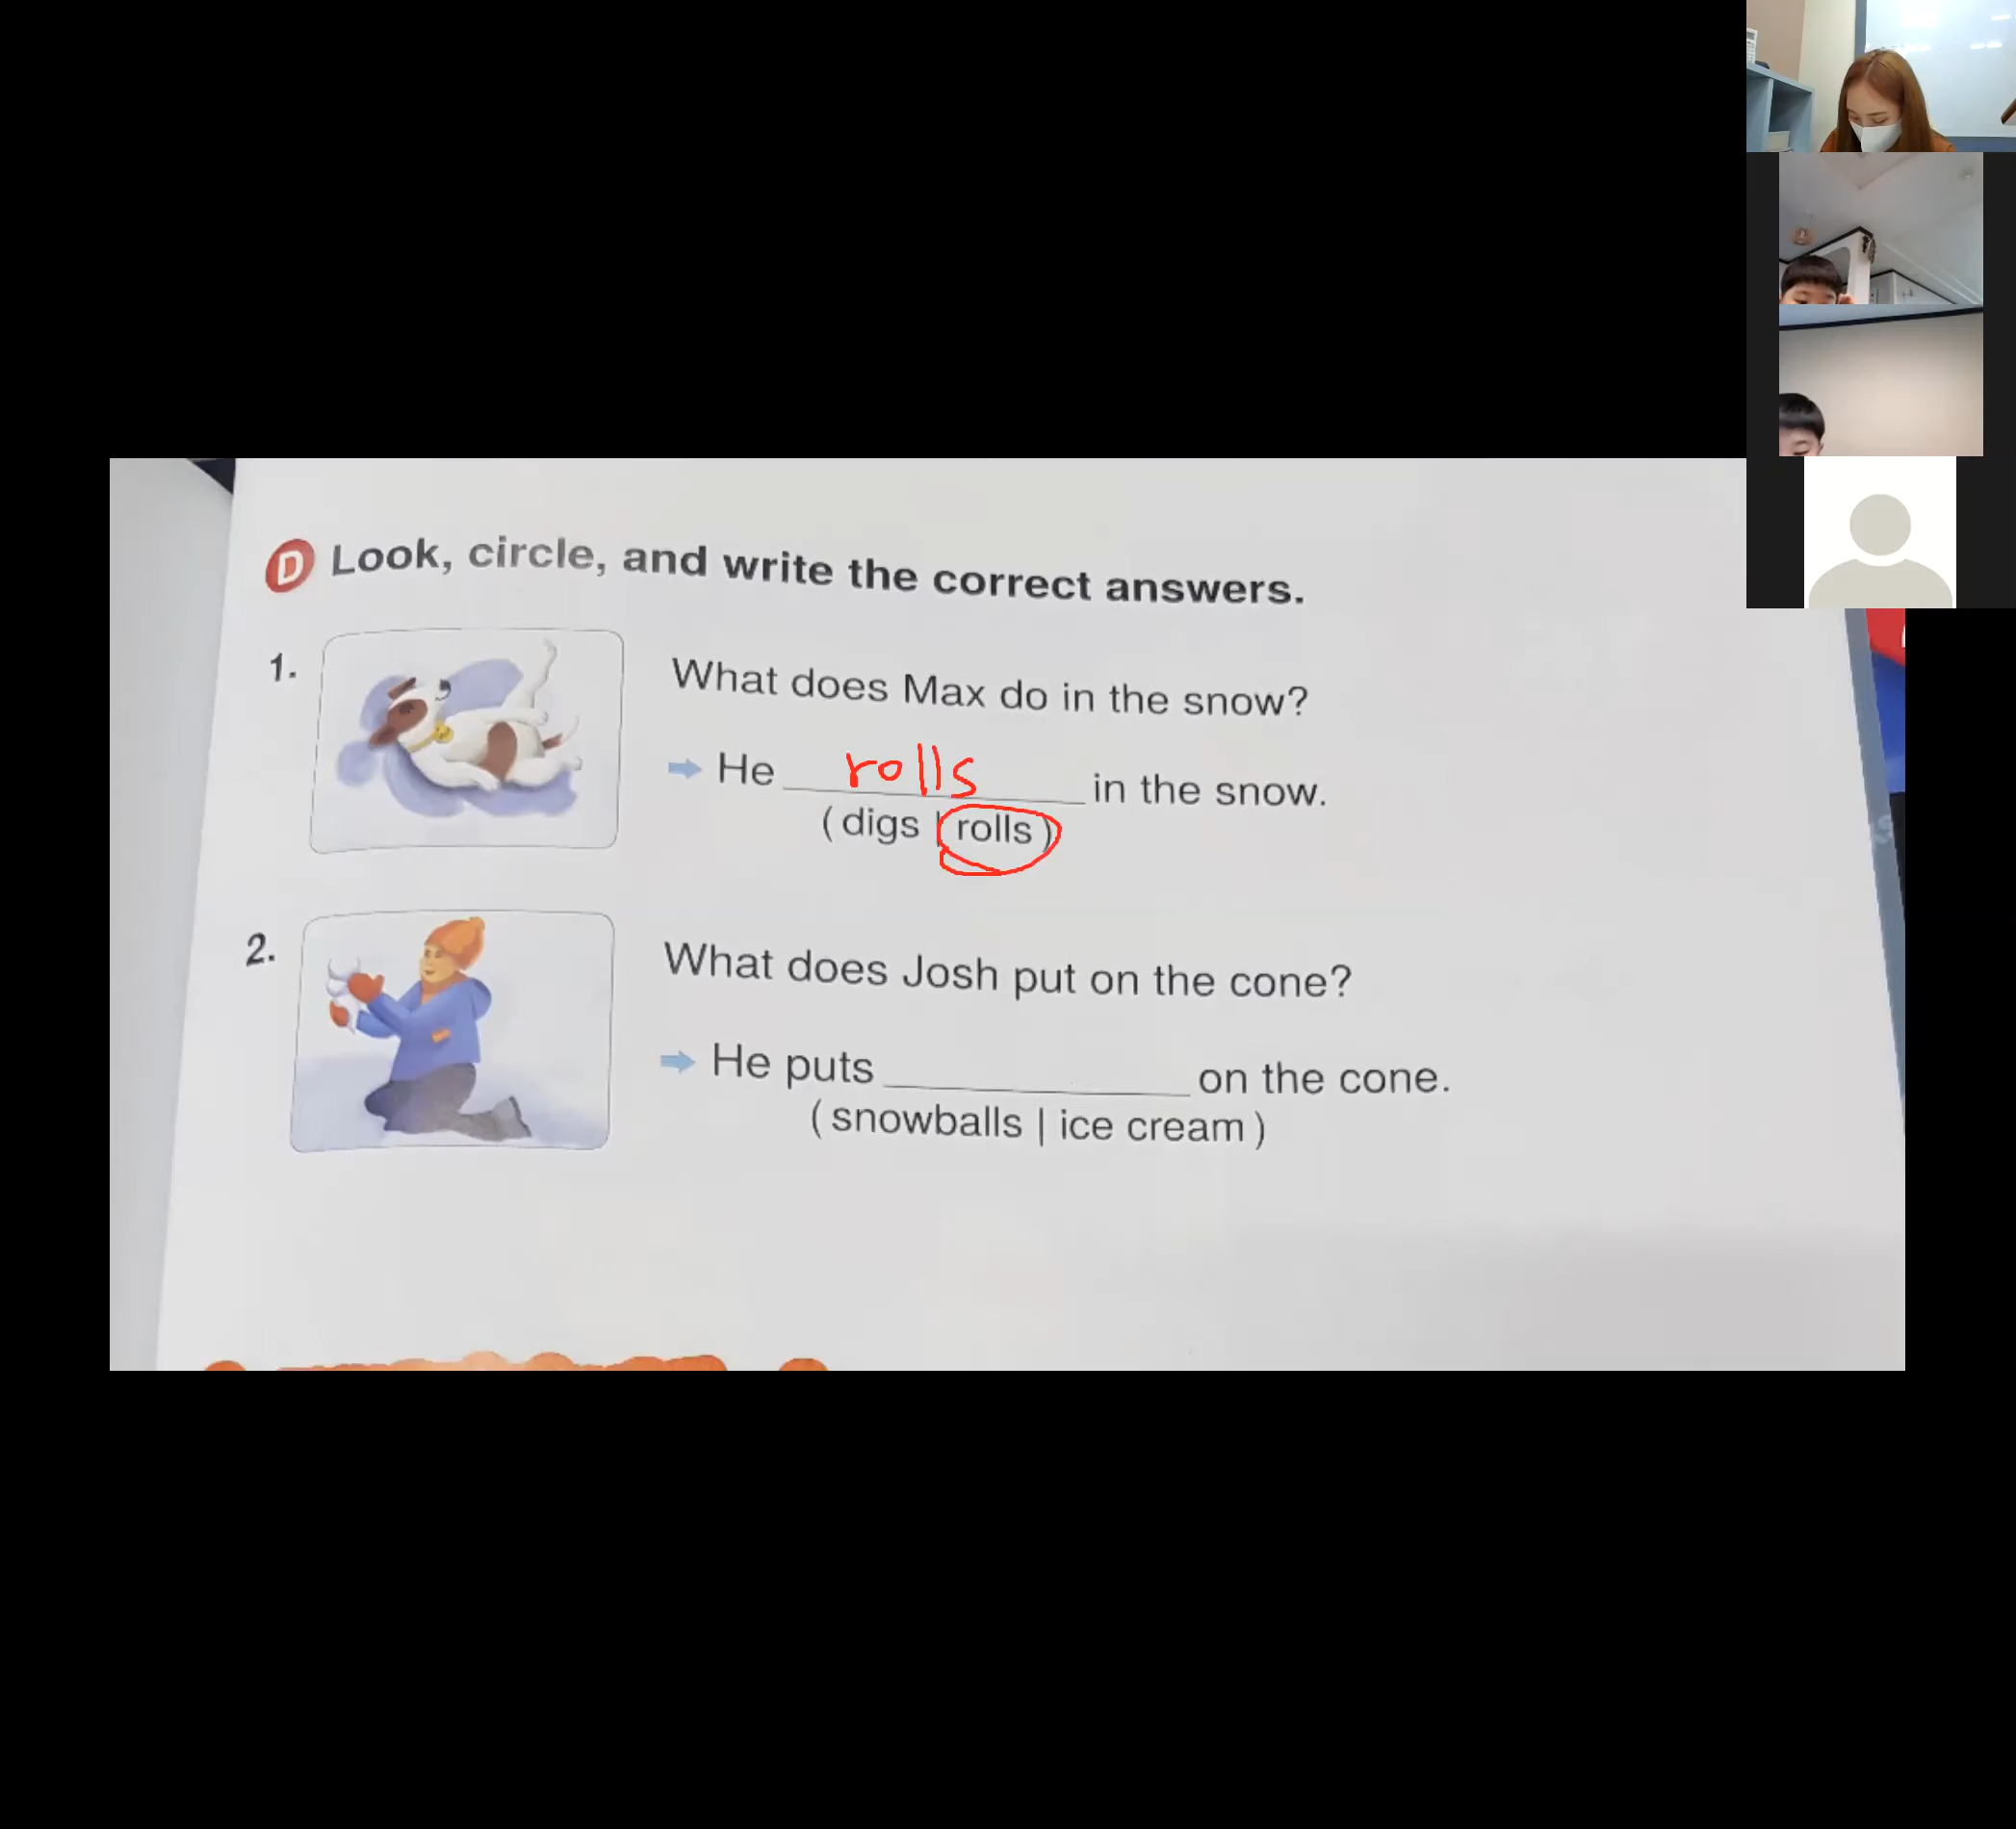 D Look, circle, and write the correct answers.
1.
What does Max do in the snow?
He rolls in the snow.
(digs | rolls)
2.
What does Josh put on the cone?
He puts ____________ on the cone.
(snowballs | ice cream)